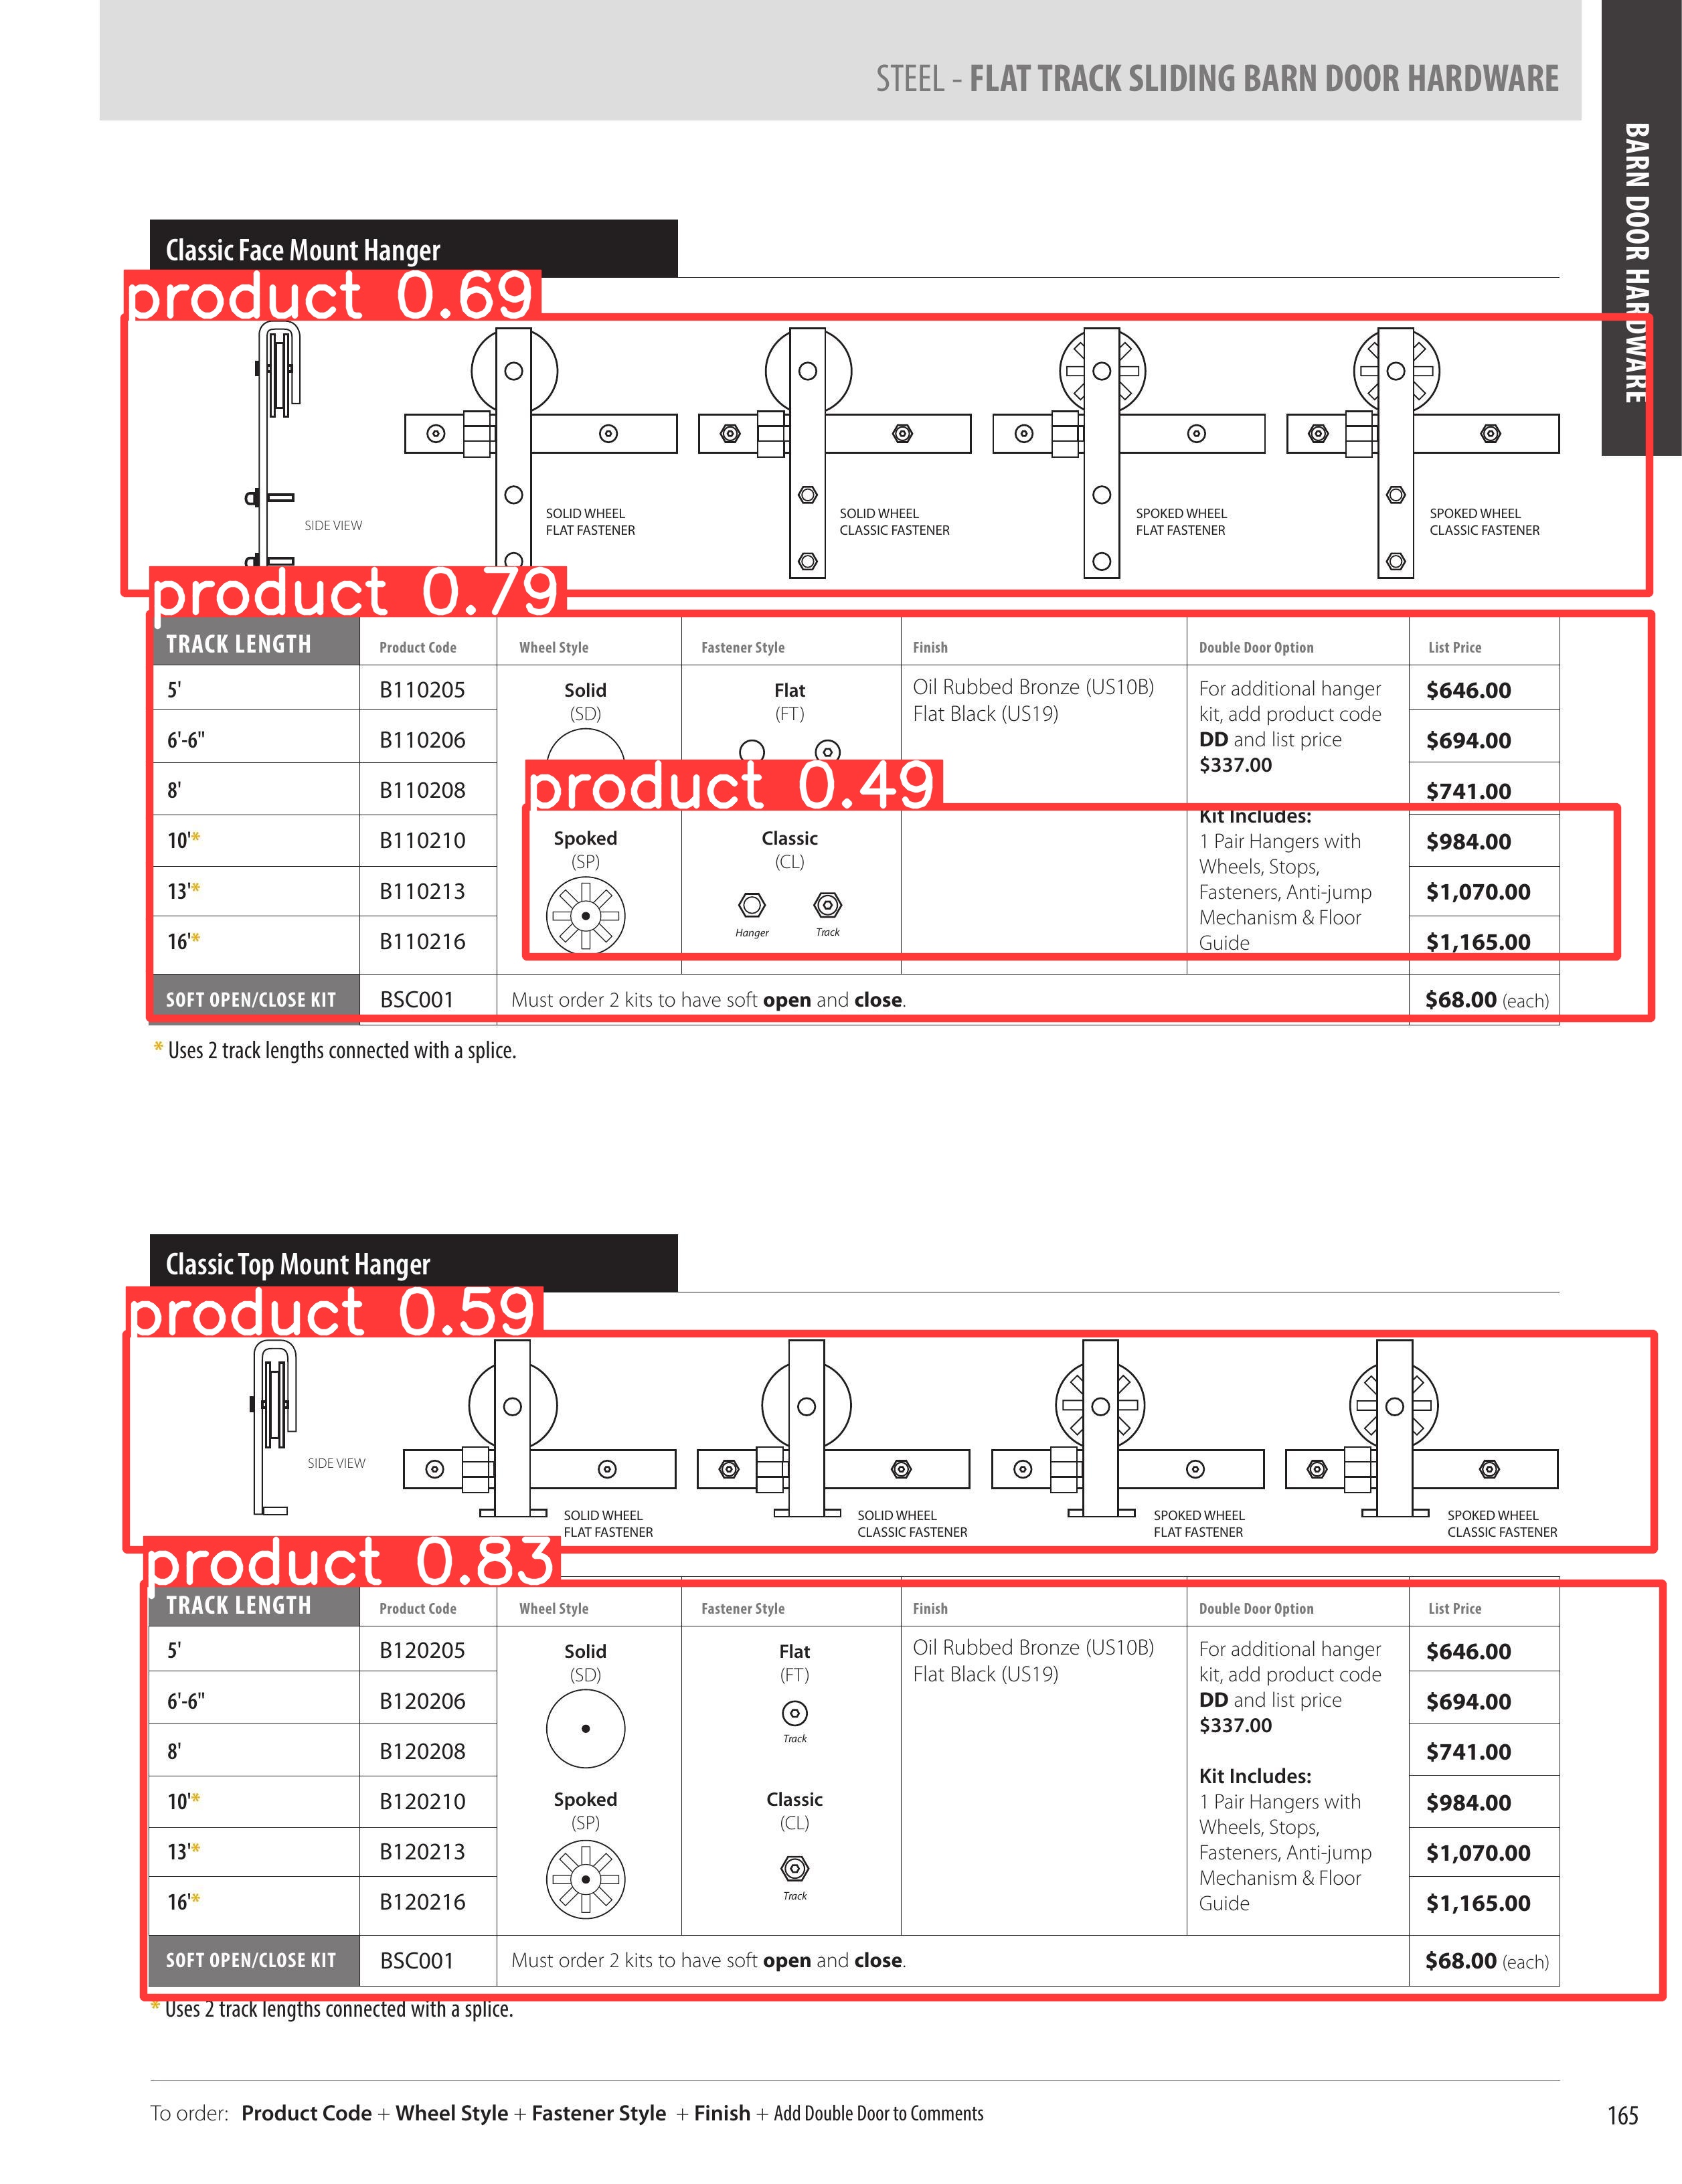 STEEL - FLAT TRACK SLIDING BARN DOOR HARDWARE
BARN DOOR HARDWARE
Classic Face Mount Hanger
product 0.69
SIDE VIEW
SOLID WHEEL
FLAT FASTENER
SOLID WHEEL
CLASSIC FASTENER
SPOKED WHEEL
FLAT FASTENER
SPOKED WHEEL
CLASSIC FASTENER
product 0.79
TRACK LENGTH Product Code Wheel Style Fastener Style Finish Double Door Option List Price
5' B110205 $646.00
6'-6" B110206 $694.00
8' B110208 $741.00
10'* B110210 $984.00
13'* B110213 $1,070.00
16'* B110216 $1,165.00
Solid
(SD)
Spoked
(SP)
Flat
(FT)
product 0.49
Classic
(CL)
Hanger Track
Oil Rubbed Bronze (US10B)
Flat Black (US19)
For additional hanger
kit, add product code
DD and list price
$337.00
Kit Includes:
1 Pair Hangers with
Wheels, Stops,
Fasteners, Anti-jump
Mechanism & Floor
Guide
SOFT OPEN/CLOSE KIT BSC001 Must order 2 kits to have soft open and close. $68.00 (each)
* Uses 2 track lengths connected with a splice.
Classic Top Mount Hanger
product 0.59
SIDE VIEW
SOLID WHEEL
FLAT FASTENER
SOLID WHEEL
CLASSIC FASTENER
SPOKED WHEEL
FLAT FASTENER
SPOKED WHEEL
CLASSIC FASTENER
product 0.83
TRACK LENGTH Product Code Wheel Style Fastener Style Finish Double Door Option List Price
5' B120205 $646.00
6'-6" B120206 $694.00
8' B120208 $741.00
10'* B120210 $984.00
13'* B120213 $1,070.00
16'* B120216 $1,165.00
Solid
(SD)
Spoked
(SP)
Flat
(FT)
Track
Classic
(CL)
Track
Oil Rubbed Bronze (US10B)
Flat Black (US19)
For additional hanger
kit, add product code
DD and list price
$337.00
Kit Includes:
1 Pair Hangers with
Wheels, Stops,
Fasteners, Anti-jump
Mechanism & Floor
Guide
SOFT OPEN/CLOSE KIT BSC001 Must order 2 kits to have soft open and close. $68.00 (each)
* Uses 2 track lengths connected with a splice.
To order: Product Code + Wheel Style + Fastener Style + Finish + Add Double Door to Comments
165